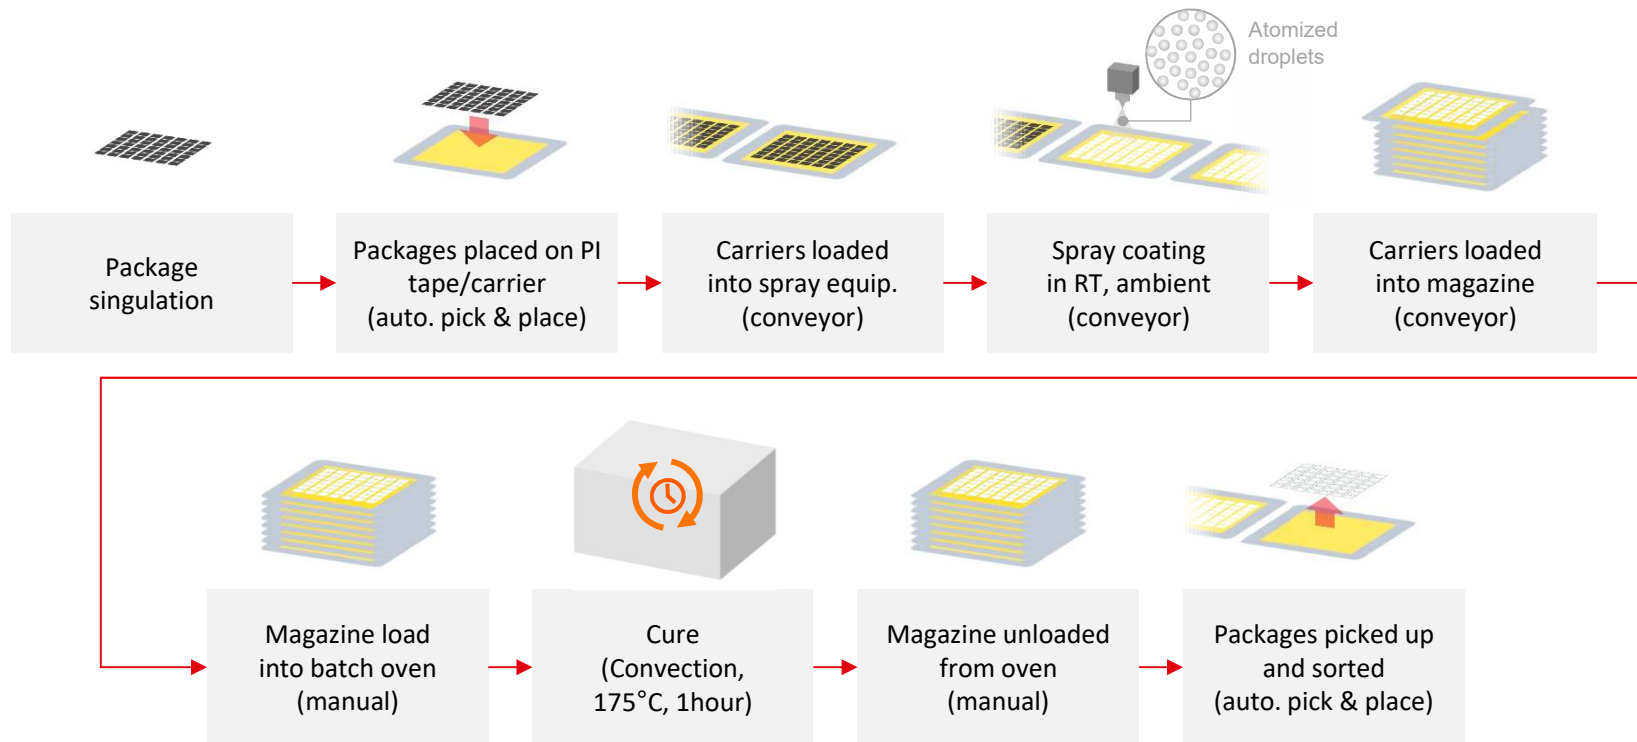 Atomized
droplets
Package
singulation
Packages placed on PI
tape/carrier
(auto. pick & place)
Carriers loaded
into spray equip.
(conveyor)
Spray coating
in RT, ambient
(conveyor)
Carriers loaded
into magazine
(conveyor)
Magazine load
into batch oven
(manual)
Cure
(Convection,
175°C, 1hour)
Magazine unloaded
from oven
(manual)
Packages picked up
and sorted
(auto. pick & place)